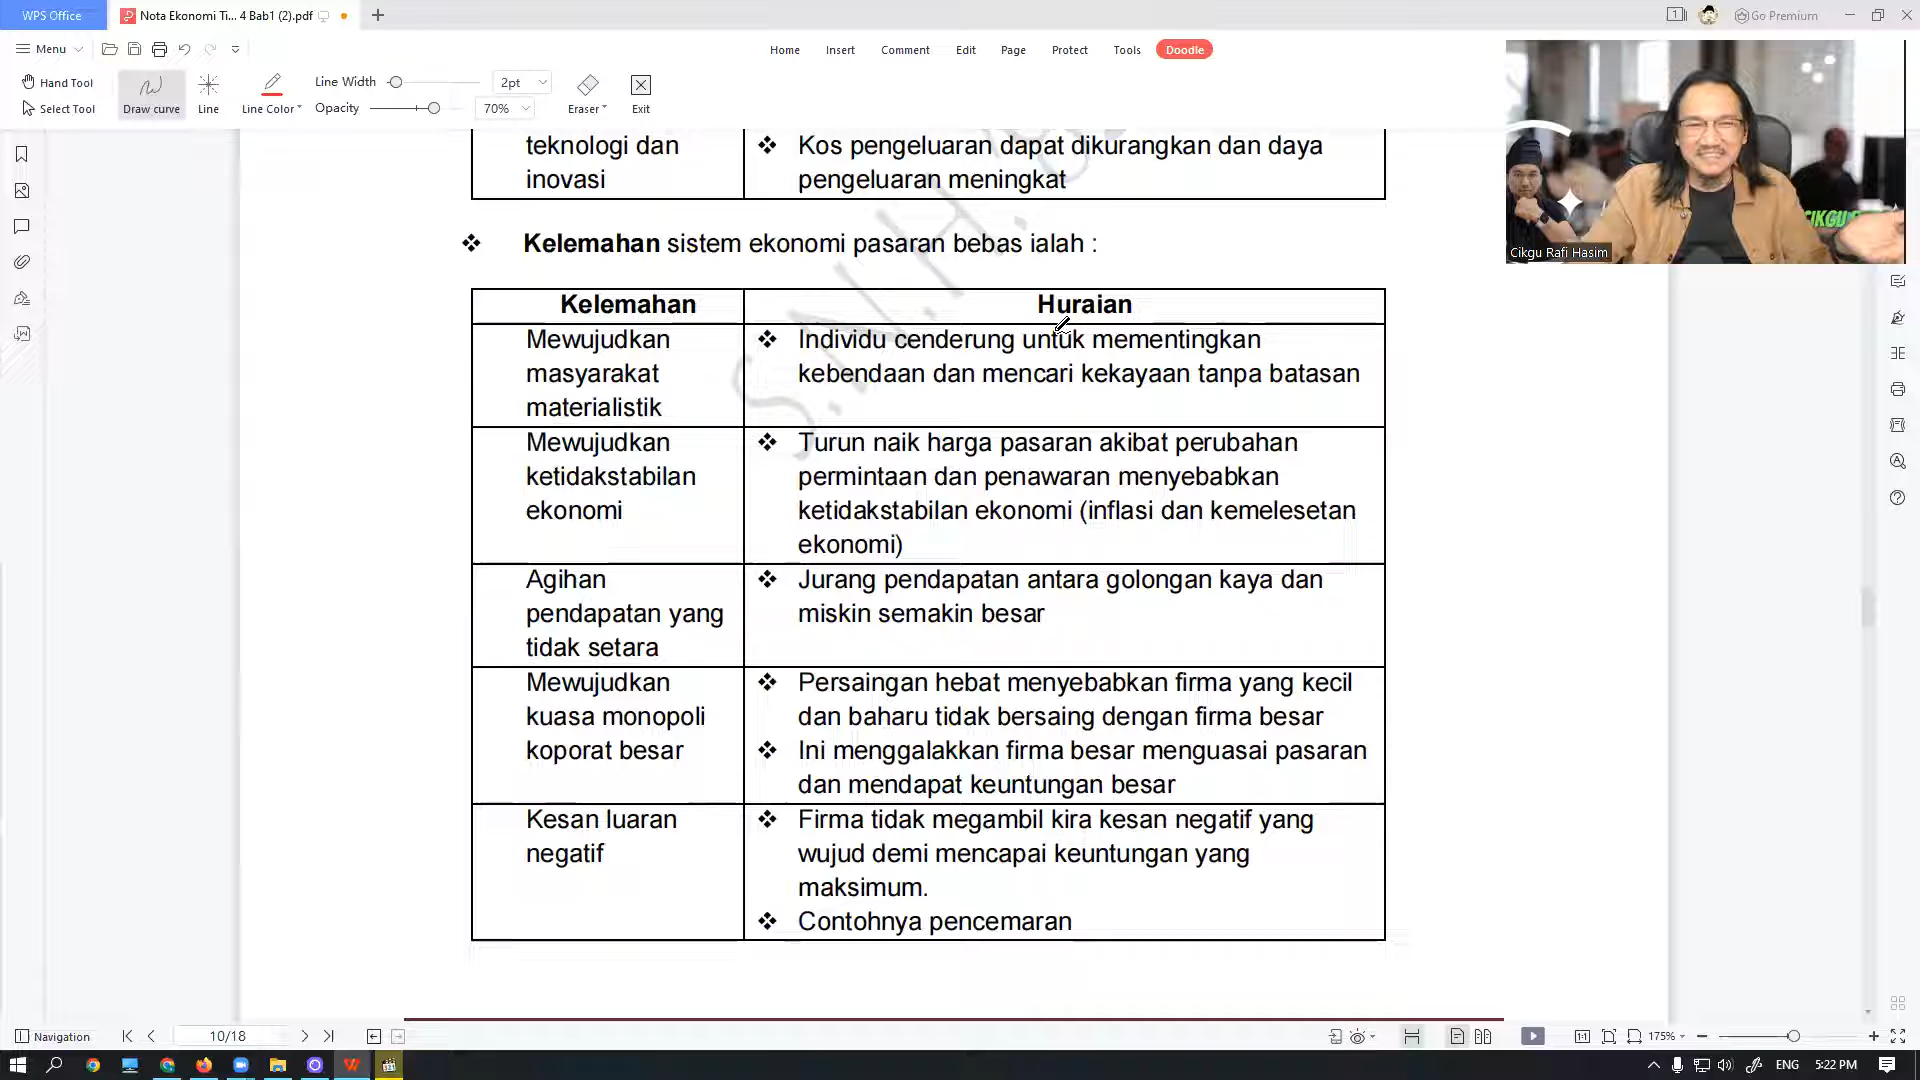 WPS Office
Nota Ekonomi Ti... 4 Bab1 (2).pdf
Go Premium
Menu
Home Insert Comment Edit Page Protect Tools Doodle
Hand Tool
Select Tool
Draw curve
Line
Line Color
Line Width 2pt
Opacity 70%
Eraser
Exit
Cikgu Rafi Hasim
teknologi dan
inovasi
❖ Kos pengeluaran dapat dikurangkan dan daya
pengeluaran meningkat
❖ Kelemahan sistem ekonomi pasaran bebas ialah :
Kelemahan
Huraian
Mewujudkan
masyarakat
materialistik
❖ Individu cenderung untuk mementingkan
kebendaan dan mencari kekayaan tanpa batasan
Mewujudkan
ketidakstabilan
ekonomi
❖ Turun naik harga pasaran akibat perubahan
permintaan dan penawaran menyebabkan
ketidakstabilan ekonomi (inflasi dan kemelesetan
ekonomi)
Agihan
pendapatan yang
tidak setara
❖ Jurang pendapatan antara golongan kaya dan
miskin semakin besar
Mewujudkan
kuasa monopoli
koporat besar
❖ Persaingan hebat menyebabkan firma yang kecil
dan baharu tidak bersaing dengan firma besar
❖ Ini menggalakkan firma besar menguasai pasaran
dan mendapat keuntungan besar
Kesan luaran
negatif
❖ Firma tidak megambil kira kesan negatif yang
wujud demi mencapai keuntungan yang
maksimum.
❖ Contohnya pencemaran
Navigation
10/18
175%
ENG 5:22 PM